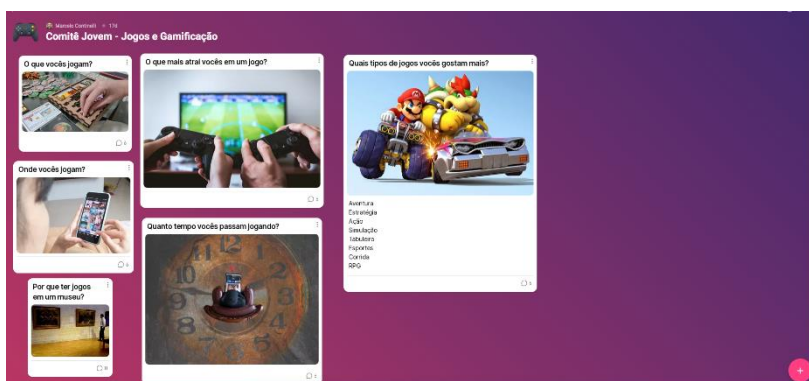 Comitê Jovem - Jogos e Gamificação
O que vocês jogam?
O que mais atrai vocês em um jogo?
Quais tipos de jogos vocês gostam mais?
Aventura
Estratégia
Ação
Simulação
Tabuleiro
Esportes
Corrida
RPG
Onde vocês jogam?
Quanto tempo vocês passam jogando?
Por que ter jogos
em um museu?